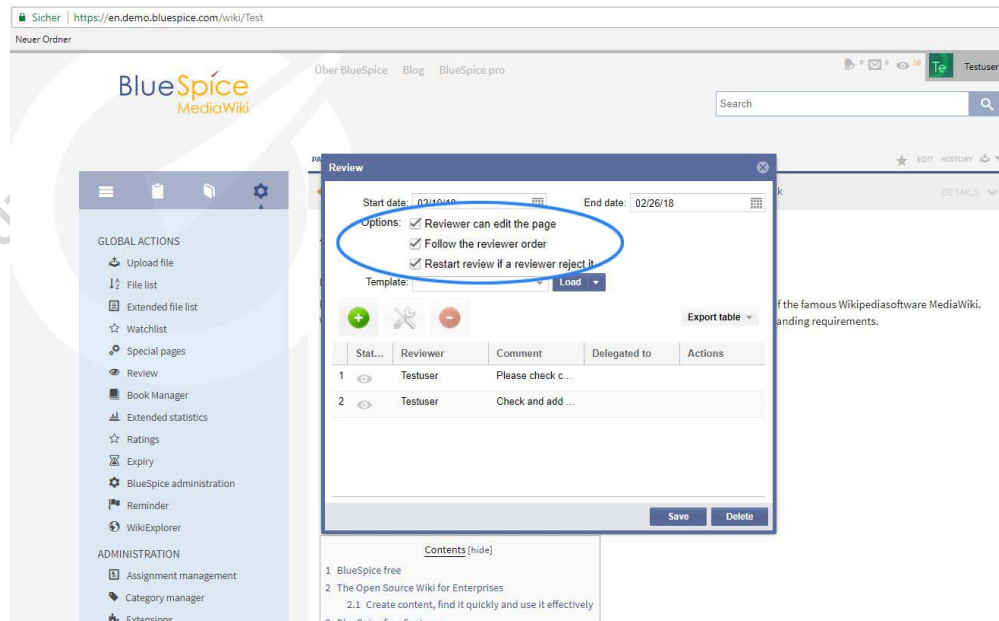 Sicher | https://en.demo.bluespice.com/wiki/Test
Neuer Ordner
BlueSpice
MediaWiki
Über BlueSpice Blog BlueSpice pro
Te Testuser
Search
EDIT HISTORY
DETAILS
GLOBAL ACTIONS
Upload file
File list
Extended file list
Watchlist
Special pages
Review
Book Manager
Extended statistics
Ratings
Expiry
BlueSpice administration
Reminder
WikiExplorer
ADMINISTRATION
Assignment management
Category manager
Extensions
Review
Start date: 02/19/18 End date: 02/26/18
Options: Reviewer can edit the page
Follow the reviewer order
Restart review if a reviewer reject it
Template: Load
Export table
Stat... Reviewer Comment Delegated to Actions
1 Testuser Please check c...
2 Testuser Check and add ...
Save Delete
of the famous Wikipediasoftware MediaWiki.
anding requirements.
Contents [hide]
1 BlueSpice free
2 The Open Source Wiki for Enterprises
2.1 Create content, find it quickly and use it effectively